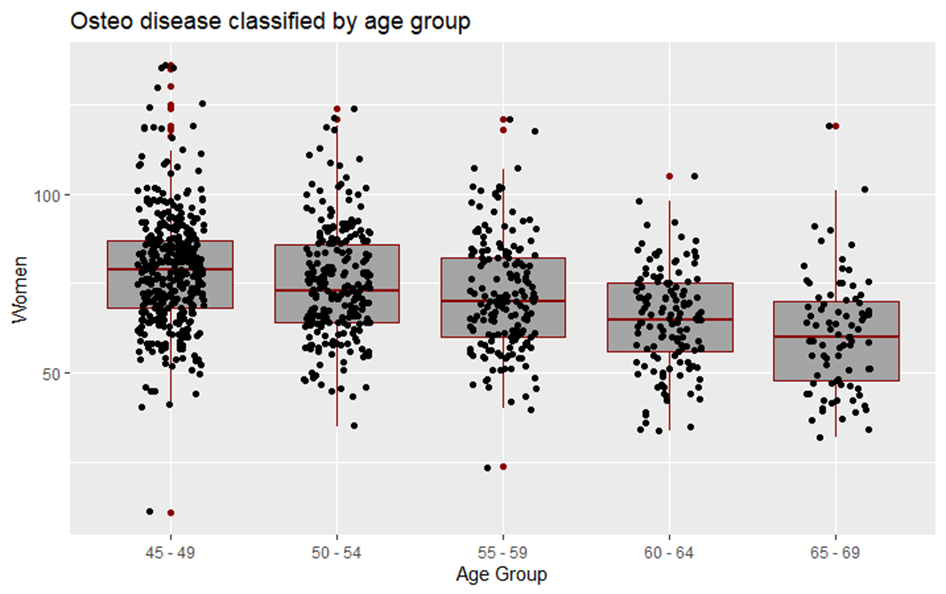 Osteo disease classified by age group
Women
100
50
45 - 49
50 - 54
55 - 59
60 - 64
65 - 69
Age Group